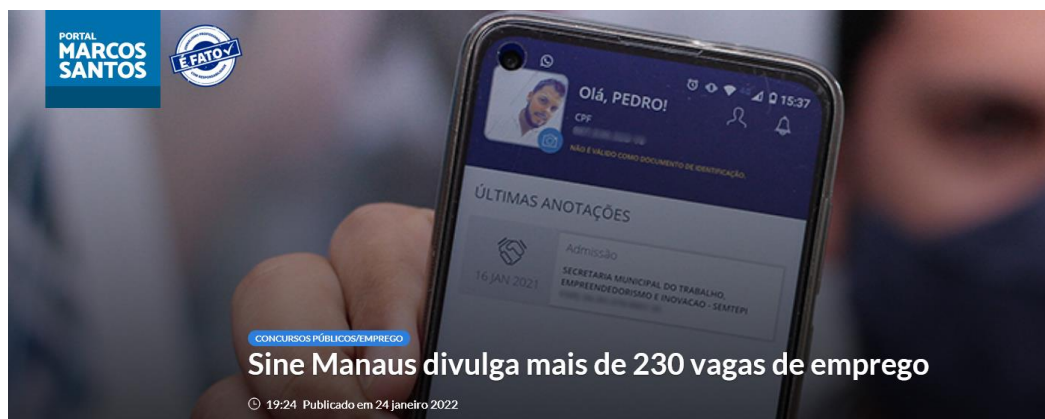 PORTAL
MARCOS
SANTOS
É FATO
Olá, PEDRO!
15:37
CPF
NÃO É VÁLIDO COMO DOCUMENTO DE IDENTIFICAÇÃO.
ÚLTIMAS ANOTAÇÕES
16 JAN 2021
Admissão
SECRETARIA MUNICIPAL DO TRABALHO,
EMPREENDEDORISMO E INOVAÇAO - SEMTEPI
CONCURSOS PÚBLICOS/EMPREGO
Sine Manaus divulga mais de 230 vagas de emprego
19:24 Publicado em 24 janeiro 2022